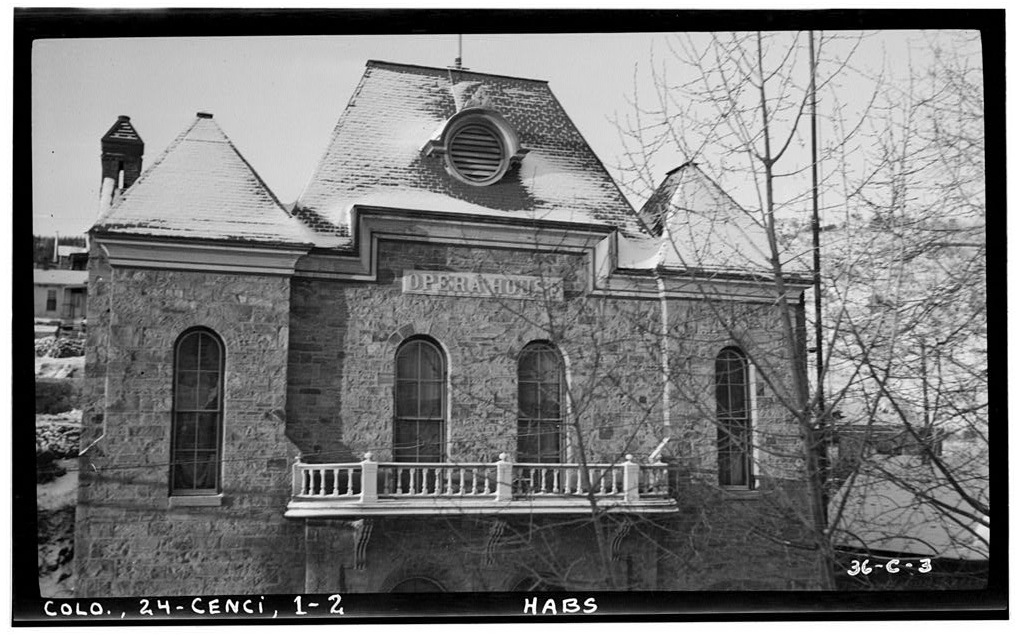 OPERA HOUSE
36-C-3
COLO., 24-CENCi, 1-2 HABS